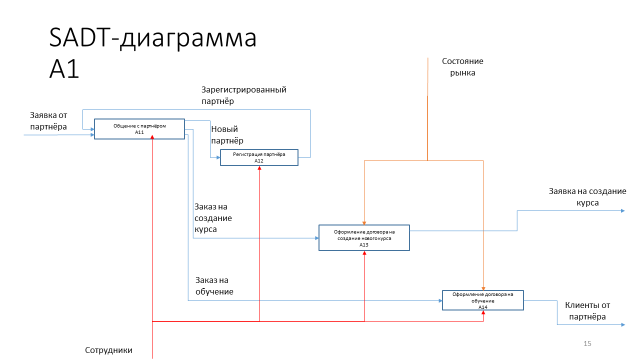 SADT-диаграмма
A1
Состояние
рынка
Зарегистрированный
партнёр
Заявка от
партнёра
Общение с партнёром
A11
Новый
партнёр
Регистрация партнёра
A12
Заявка на создание
курса
Заказ на
создание
курса
Оформление договора на
создание нового курса
A13
Заказ на
обучение
Оформление договора на
обучение
A14
Клиенты от
партнёра
Сотрудники
15